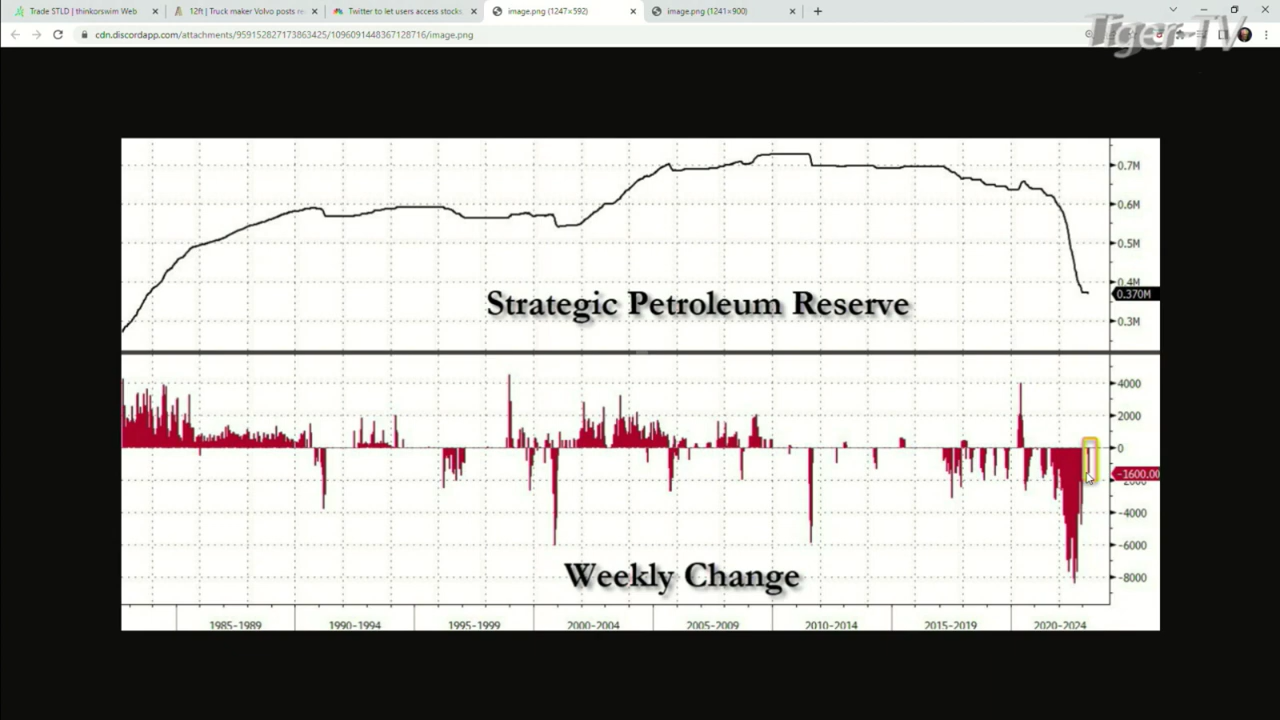 Trade STLD | thinkorswim Web
12ft | Truck maker Volvo posts re
Twitter to let users access stocks
image.png (1247×592)
image.png (1241×900)
cdn.discordapp.com/attachments/959152827173863425/1096091448367128716/image.png
Tiger TV
0.7M
0.6M
0.5M
0.4M
0.370M
0.3M
Strategic Petroleum Reserve
4000
2000
0
-1600.00
-2000
-4000
-6000
-8000
Weekly Change
1985-1989 1990-1994 1995-1999 2000-2004 2005-2009 2010-2014 2015-2019 2020-2024